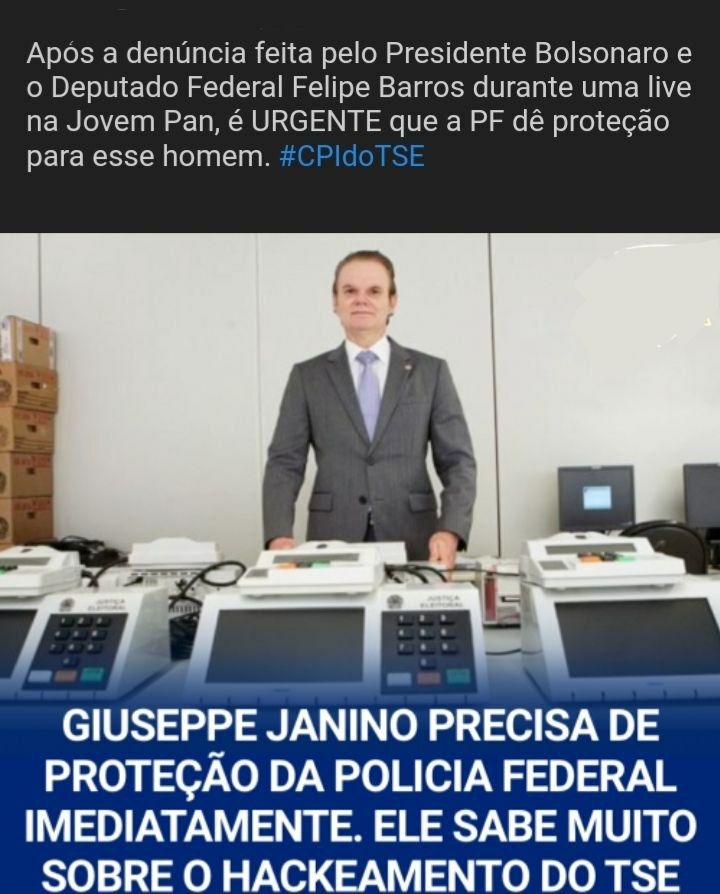 Após a denúncia feita pelo Presidente Bolsonaro e
o Deputado Federal Felipe Barros durante uma live
na Jovem Pan, é URGENTE que a PF dê proteção
para esse homem. #CPIdoTSE
JUSTIÇA
ELEITORAL
JUSTIÇA
ELEITORAL
GIUSEPPE JANINO PRECISA DE
PROTEÇÃO DA POLICIA FEDERAL
IMEDIATAMENTE. ELE SABE MUITO
SOBRE O HACKEAMENTO DO TSE